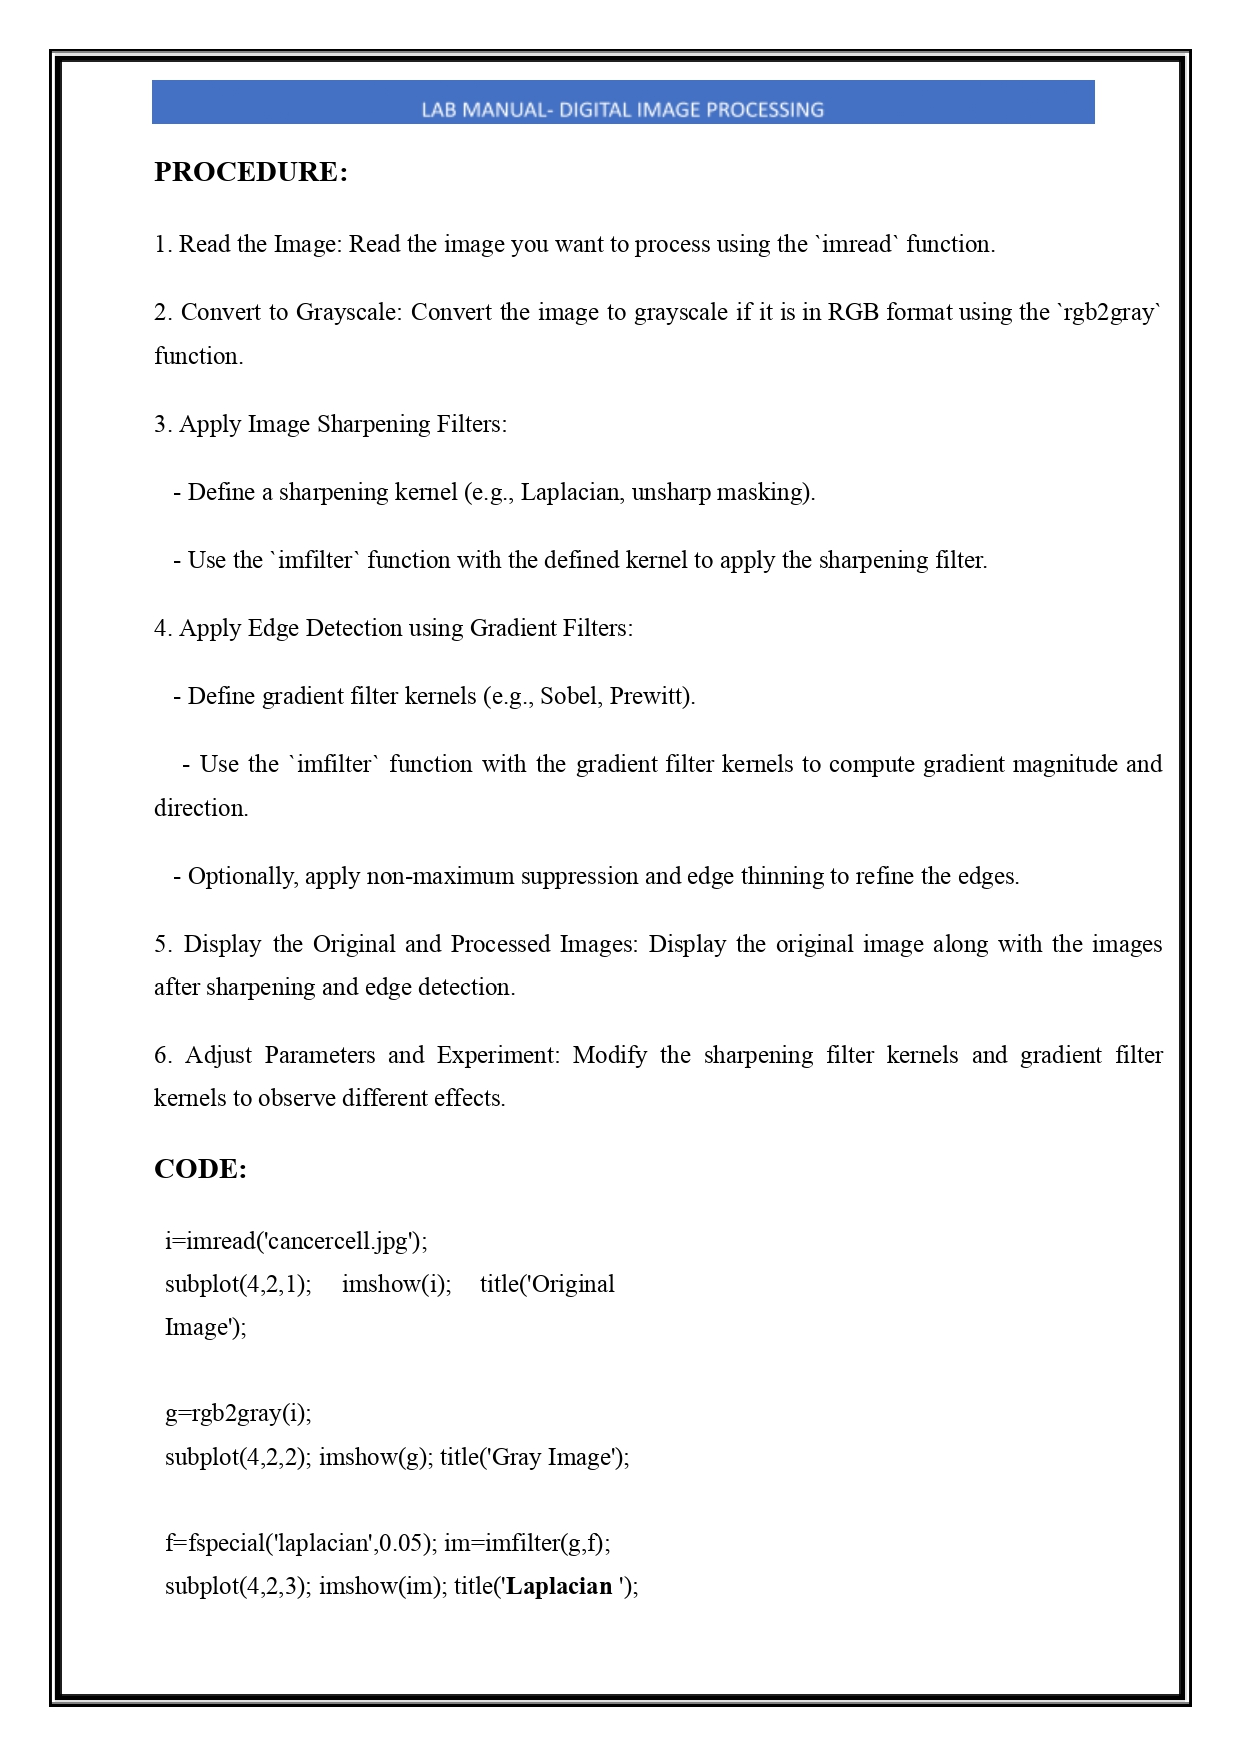 LAB MANUAL- DIGITAL IMAGE PROCESSING
PROCEDURE:
1. Read the Image: Read the image you want to process using the `imread` function.
2. Convert to Grayscale: Convert the image to grayscale if it is in RGB format using the `rgb2gray`
function.
3. Apply Image Sharpening Filters:
- Define a sharpening kernel (e.g., Laplacian, unsharp masking).
- Use the `imfilter` function with the defined kernel to apply the sharpening filter.
4. Apply Edge Detection using Gradient Filters:
- Define gradient filter kernels (e.g., Sobel, Prewitt).
- Use the `imfilter` function with the gradient filter kernels to compute gradient magnitude and
direction.
- Optionally, apply non-maximum suppression and edge thinning to refine the edges.
5. Display the Original and Processed Images: Display the original image along with the images
after sharpening and edge detection.
6. Adjust Parameters and Experiment: Modify the sharpening filter kernels and gradient filter
kernels to observe different effects.
CODE:
i=imread('cancercell.jpg');
subplot(4,2,1); imshow(i); title('Original
Image');
g=rgb2gray(i);
subplot(4,2,2); imshow(g); title('Gray Image');
f=fspecial('laplacian',0.05); im=imfilter(g,f);
subplot(4,2,3); imshow(im); title('Laplacian ');